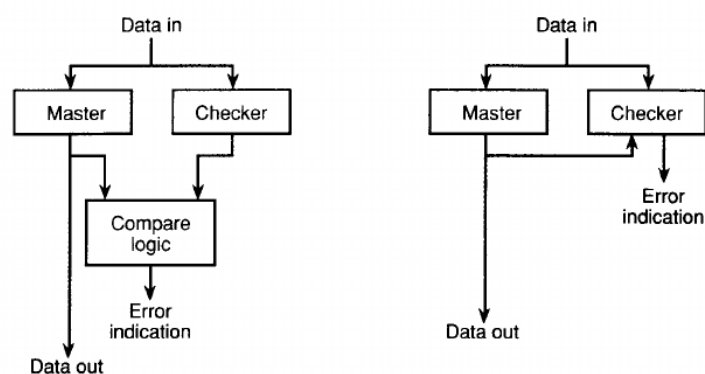 Data in
Master
Checker
Compare
logic
Error
indication
Data out
Data in
Master
Checker
Error
indication
Data out